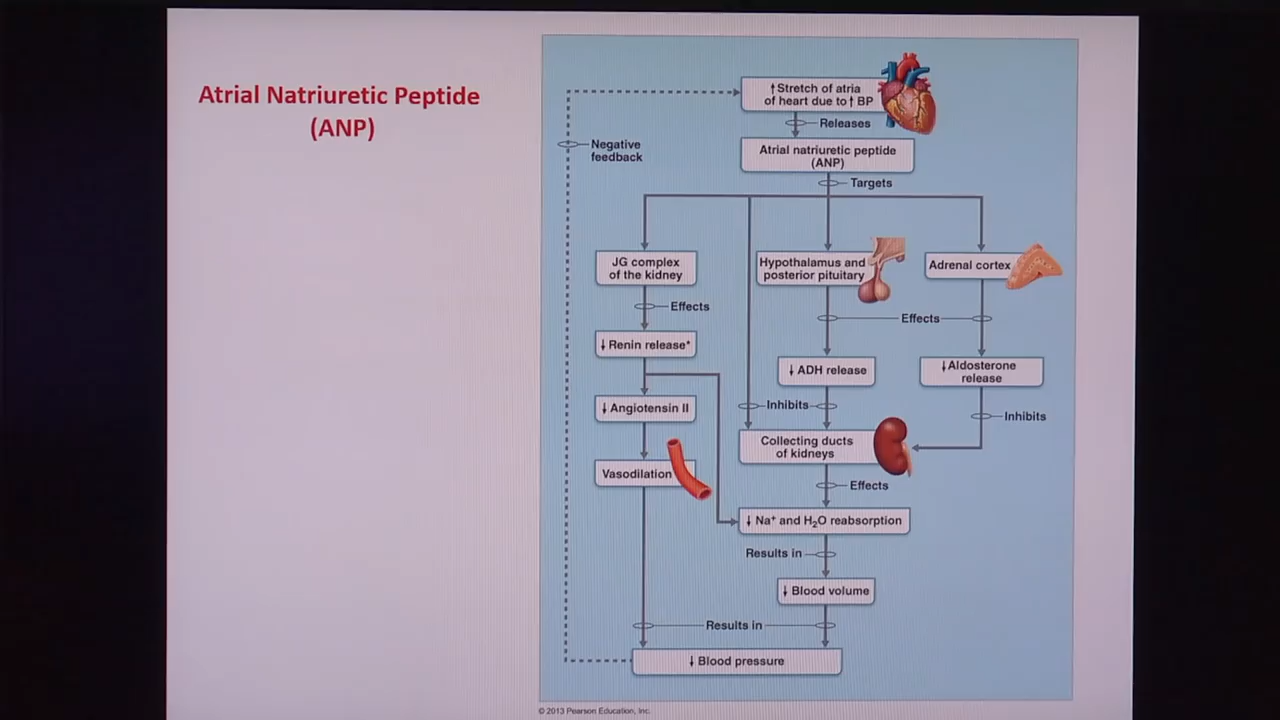 Atrial Natriuretic Peptide
(ANP)
↑Stretch of atria
of heart due to↑ BP
Releases
Atrial natriuretic peptide
(ANP)
Negative
feedback
Targets
JG complex
of the kidney
Hypothalamus and
posterior pituitary
Adrenal cortex
Effects
Effects
↓ Renin release*
↓ ADH release
↓Aldosterone
release
↓ Angiotensin II
Inhibits
Inhibits
Collecting ducts
of kidneys
Vasodilation
Effects
↓ Na⁺ and H₂O reabsorption
Results in
↓ Blood volume
Results in
↓ Blood pressure
© 2013 Pearson Education, Inc.